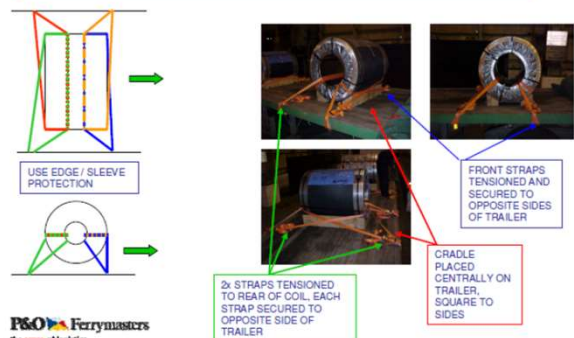 USE EDGE / SLEEVE
PROTECTION
FRONT STRAPS
TENSIONED AND
SECURED TO
OPPOSITE SIDES
OF TRAILER
2x STRAPS TENSIONED
TO REAR OF COIL, EACH
STRAP SECURED TO
OPPOSITE SIDE OF
TRAILER
CRADLE
PLACED
CENTRALLY ON
TRAILER,
SQUARE TO
SIDES
P&O Ferrymasters